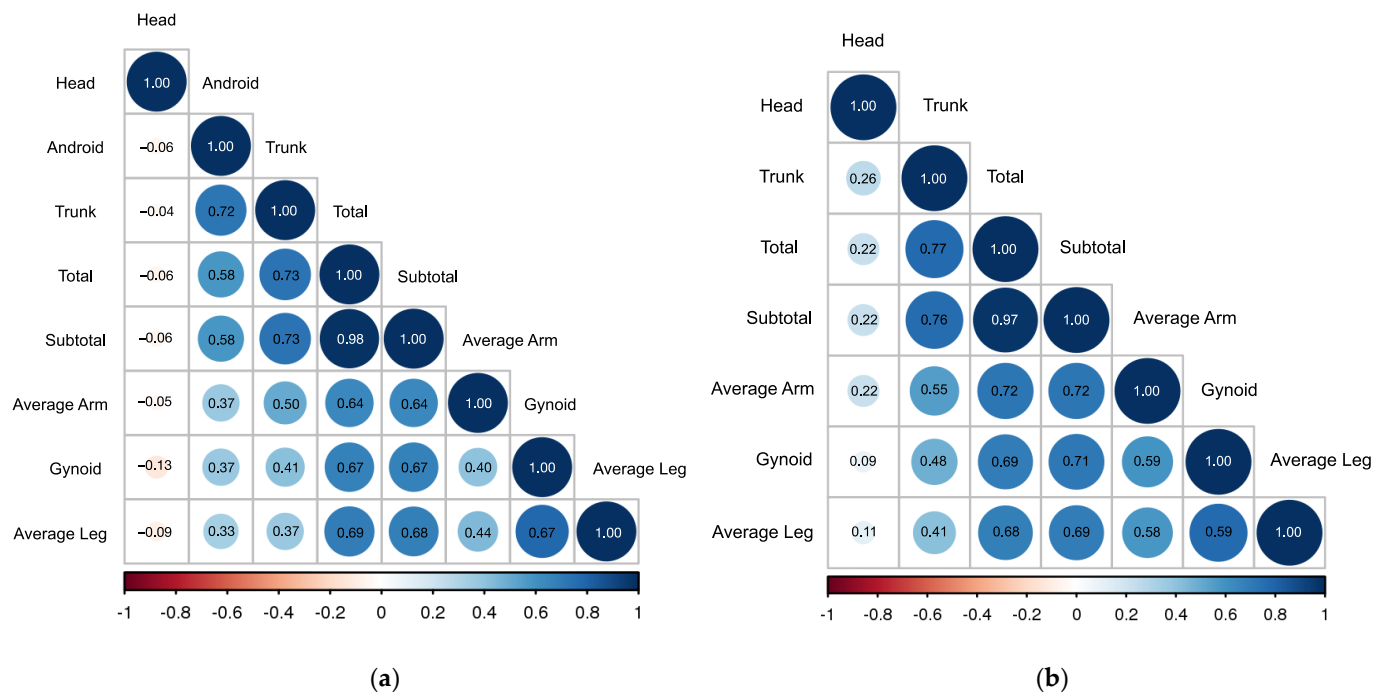 Head
Head 1.00 Android
Android −0.06 1.00 Trunk
Trunk −0.04 0.72 1.00 Total
Total −0.06 0.58 0.73 1.00 Subtotal
Subtotal −0.06 0.58 0.73 0.98 1.00 Average Arm
Average Arm −0.05 0.37 0.50 0.64 0.64 1.00 Gynoid
Gynoid −0.13 0.37 0.41 0.67 0.67 0.40 1.00 Average Leg
Average Leg −0.09 0.33 0.37 0.69 0.68 0.44 0.67 1.00
-1 -0.8 -0.6 -0.4 -0.2 0 0.2 0.4 0.6 0.8 1
(a)
Head
Head 1.00 Trunk
Trunk 0.26 1.00 Total
Total 0.22 0.77 1.00 Subtotal
Subtotal 0.22 0.76 0.97 1.00 Average Arm
Average Arm 0.22 0.55 0.72 0.72 1.00 Gynoid
Gynoid 0.09 0.48 0.69 0.71 0.59 1.00 Average Leg
Average Leg 0.11 0.41 0.68 0.69 0.58 0.59 1.00
-1 -0.8 -0.6 -0.4 -0.2 0 0.2 0.4 0.6 0.8 1
(b)